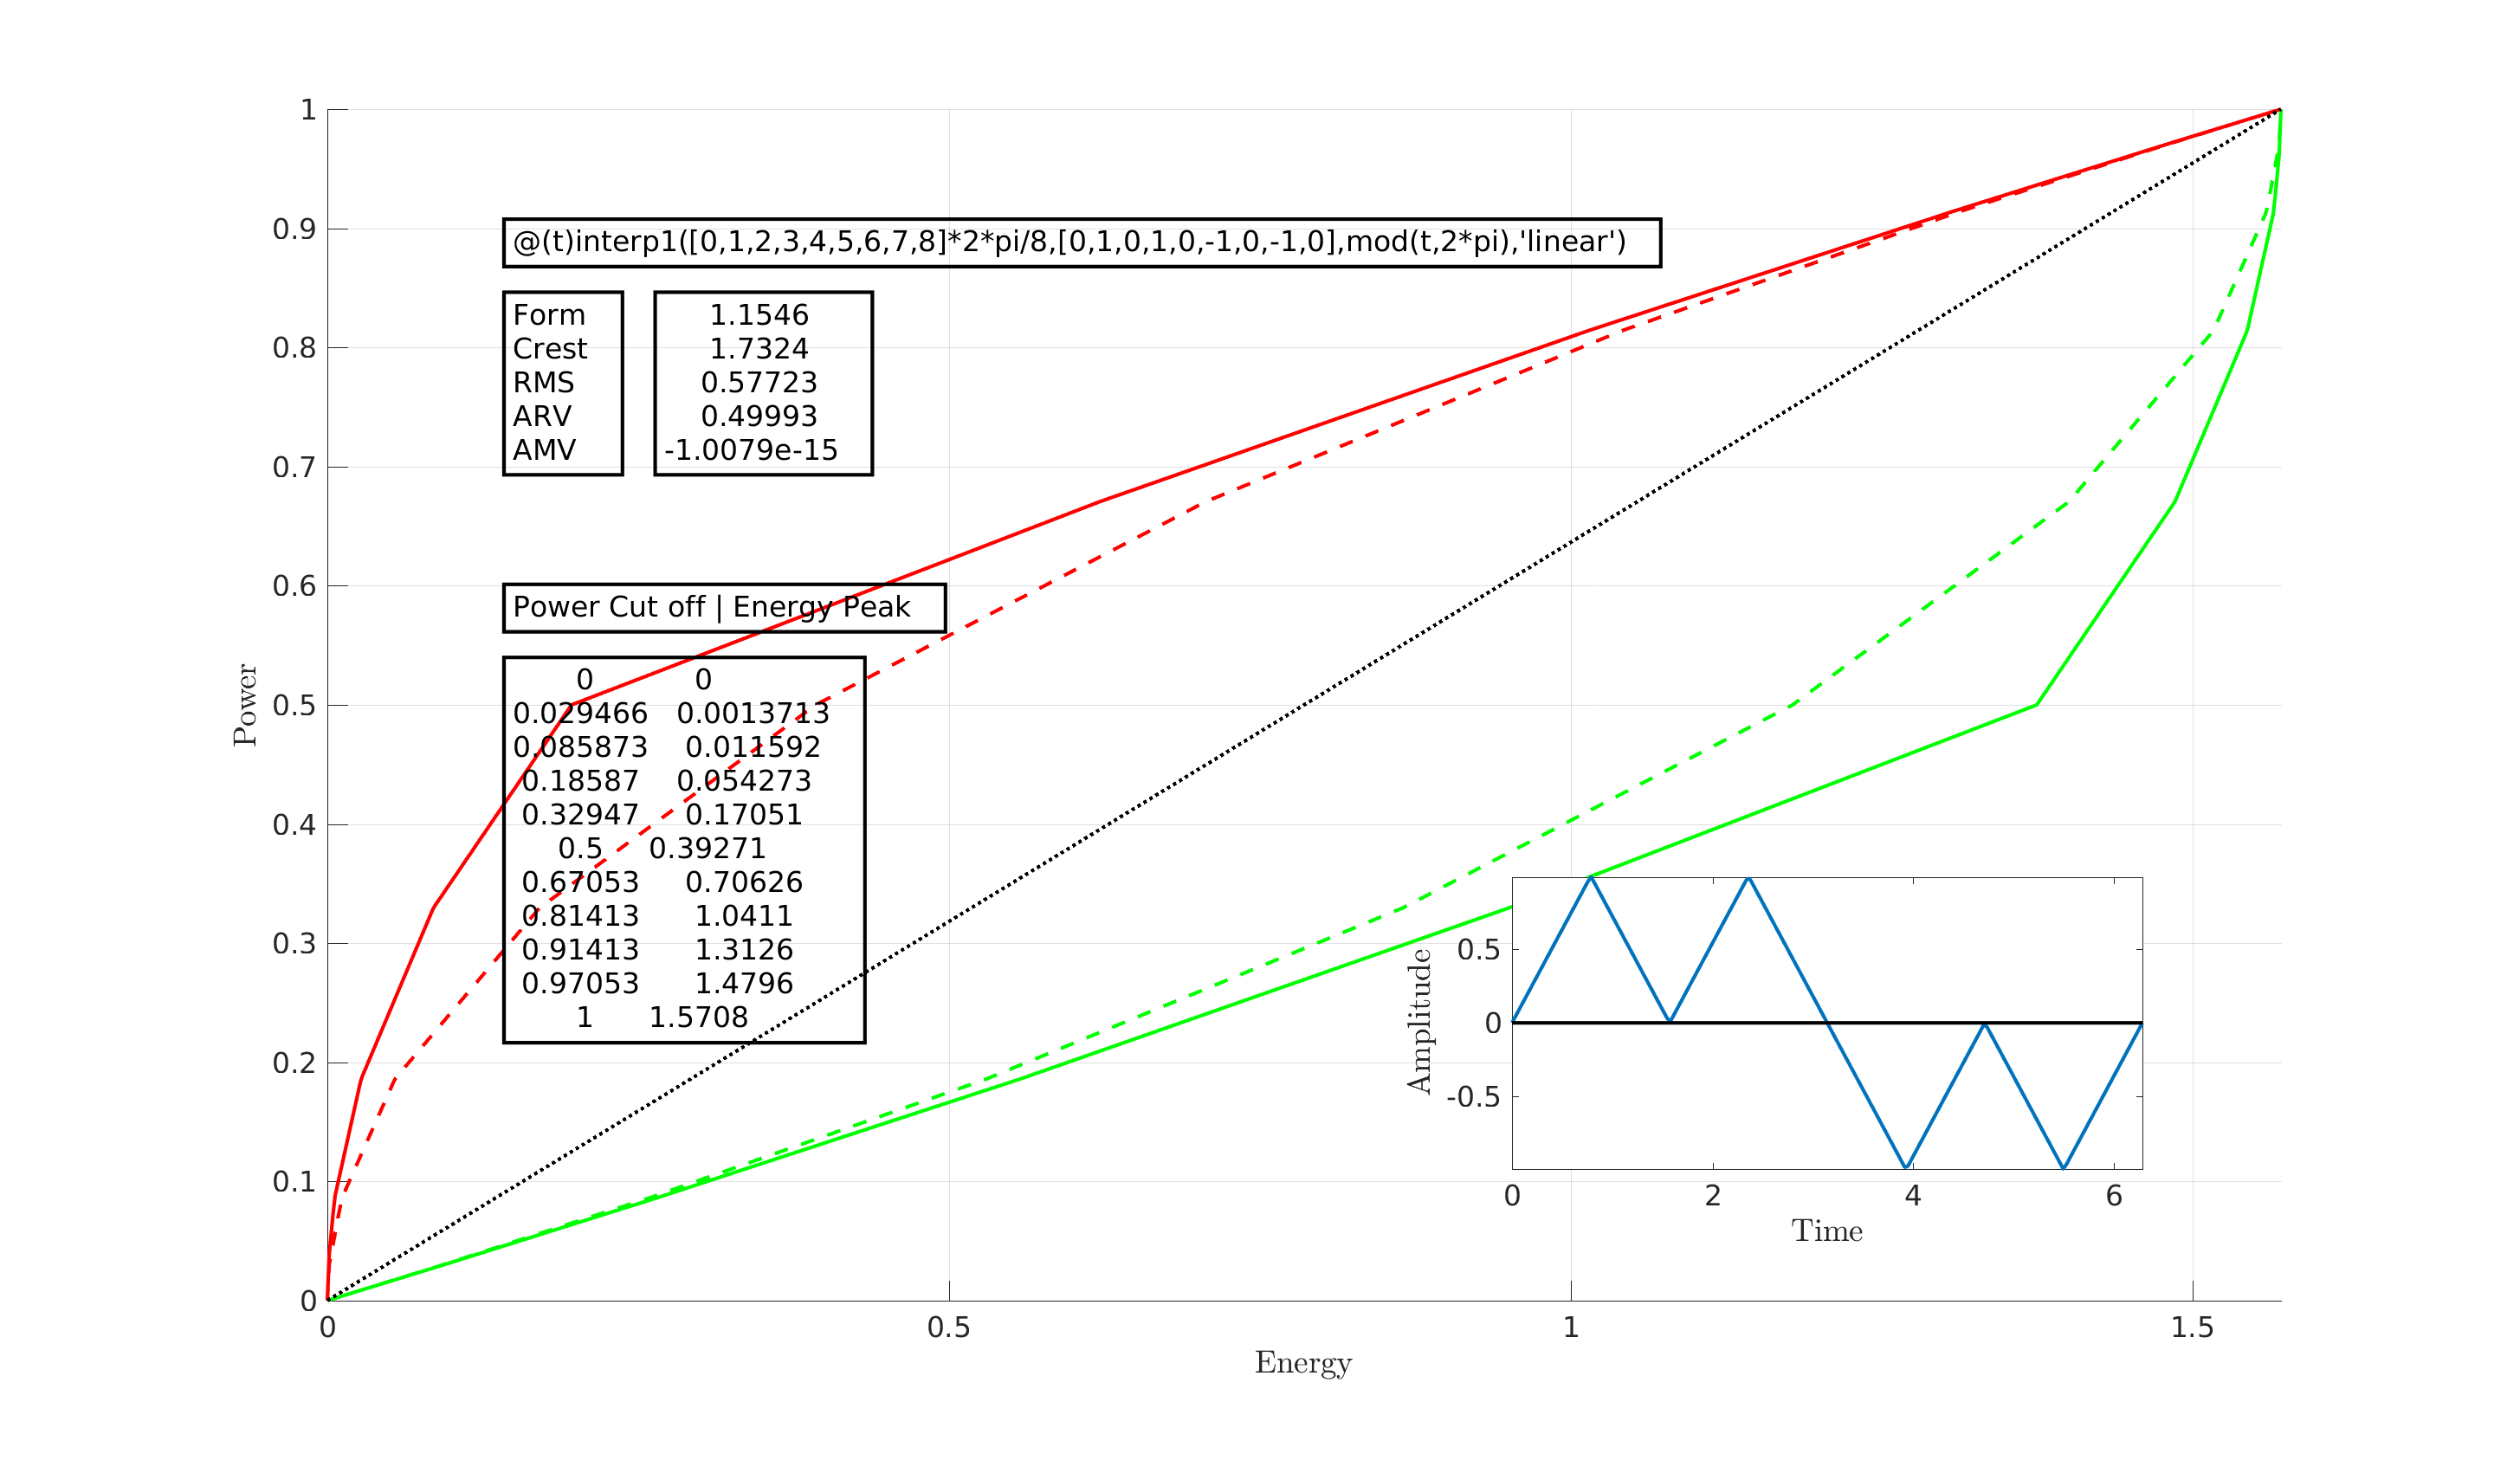 1
0.9
0.8
0.7
0.6
0.5
0.4
0.3
0.2
0.1
0
Power
@(t)interp1([0,1,2,3,4,5,6,7,8]*2*pi/8,[0,1,0,1,0,-1,0,-1,0],mod(t,2*pi),'linear')
Form 1.1546
Crest 1.7324
RMS 0.57723
ARV 0.49993
AMV -1.0079e-15
Power Cut off | Energy Peak
0 0
0.029466 0.0013713
0.085873 0.011592
0.18587 0.054273
0.32947 0.17051
0.5 0.39271
0.67053 0.70626
0.81413 1.0411
0.91413 1.3126
0.97053 1.4796
1 1.5708
Amplitude
0.5
0
-0.5
0 2 4 6
Time
0 0.5 1 1.5
Energy